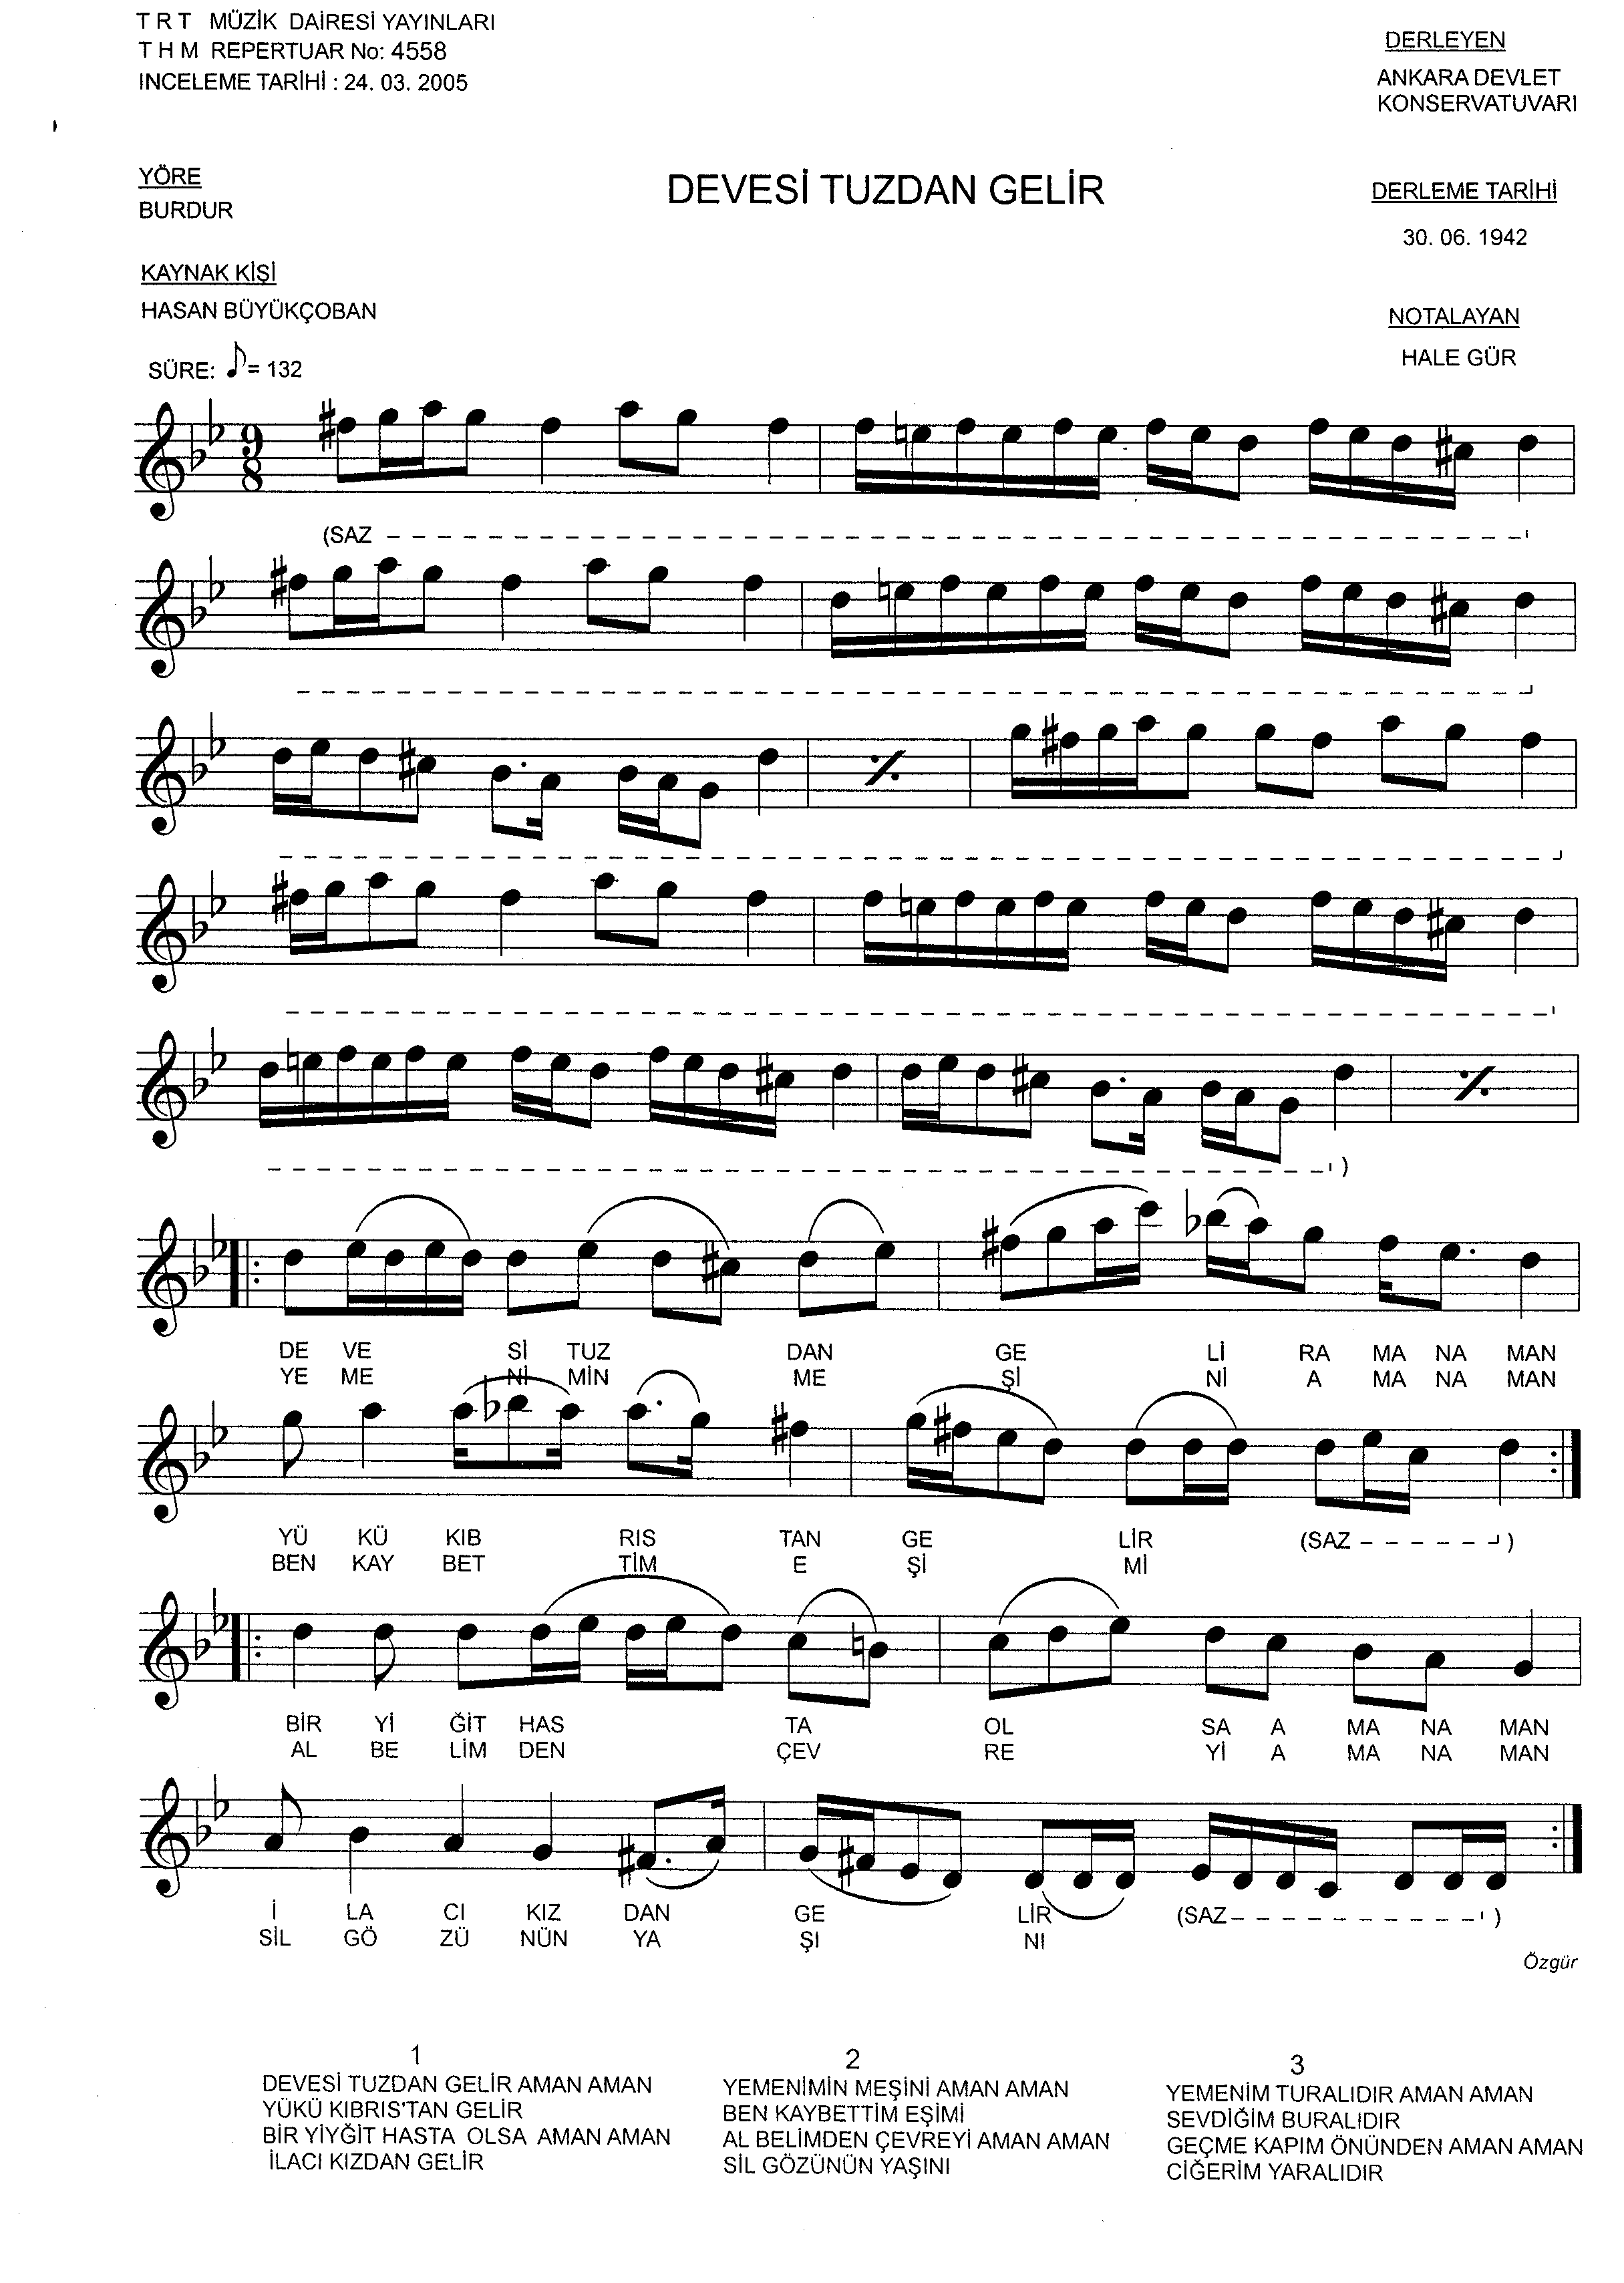 T R T MÜZİK DAİRESİ YAYINLARI
T H M REPERTUAR No: 4558
INCELEME TARİHİ : 24. 03. 2005
DERLEYEN
ANKARA DEVLET
KONSERVATUVARI
YÖRE
BURDUR
DEVESİ TUZDAN GELİR
DERLEME TARİHİ
30. 06. 1942
KAYNAK KİŞİ
HASAN BÜYÜKÇOBAN
NOTALAYAN
HALE GÜR
SÜRE: ♪= 132
9
8
(SAZ - - - - - - - - - - - - - - - - - - - - - - - - - - - - - - '
DE VE Sİ TUZ DAN GE Lİ RA MA NA MAN
YE ME Nİ MİN ME Şİ Nİ A MA NA MAN
YÜ KÜ KIB RIS TAN GE LİR (SAZ - - - - - - )
BEN KAY BET TİM E Şİ Mİ
BİR Yİ ĞİT HAS TA OL SA A MA NA MAN
AL BE LİM DEN ÇEV RE Yİ A MA NA MAN
İ LA CI KIZ DAN GE LİR (SAZ- - - - - - - - - - ' )
SİL GÖ ZÜ NÜN YA ŞI NI
Özgür
1
DEVESİ TUZDAN GELİR AMAN AMAN
YÜKÜ KIBRIS'TAN GELİR
BİR YİYĞİT HASTA OLSA AMAN AMAN
İLACI KIZDAN GELİR
2
YEMENİMİN MEŞİNİ AMAN AMAN
BEN KAYBETTİM EŞİMİ
AL BELİMDEN ÇEVREYİ AMAN AMAN
SİL GÖZÜNÜN YAŞINI
3
YEMENİM TURALIDIR AMAN AMAN
SEVDİĞİM BURALIDIR
GEÇME KAPIM ÖNÜNDEN AMAN AMAN
CİĞERİM YARALIDIR